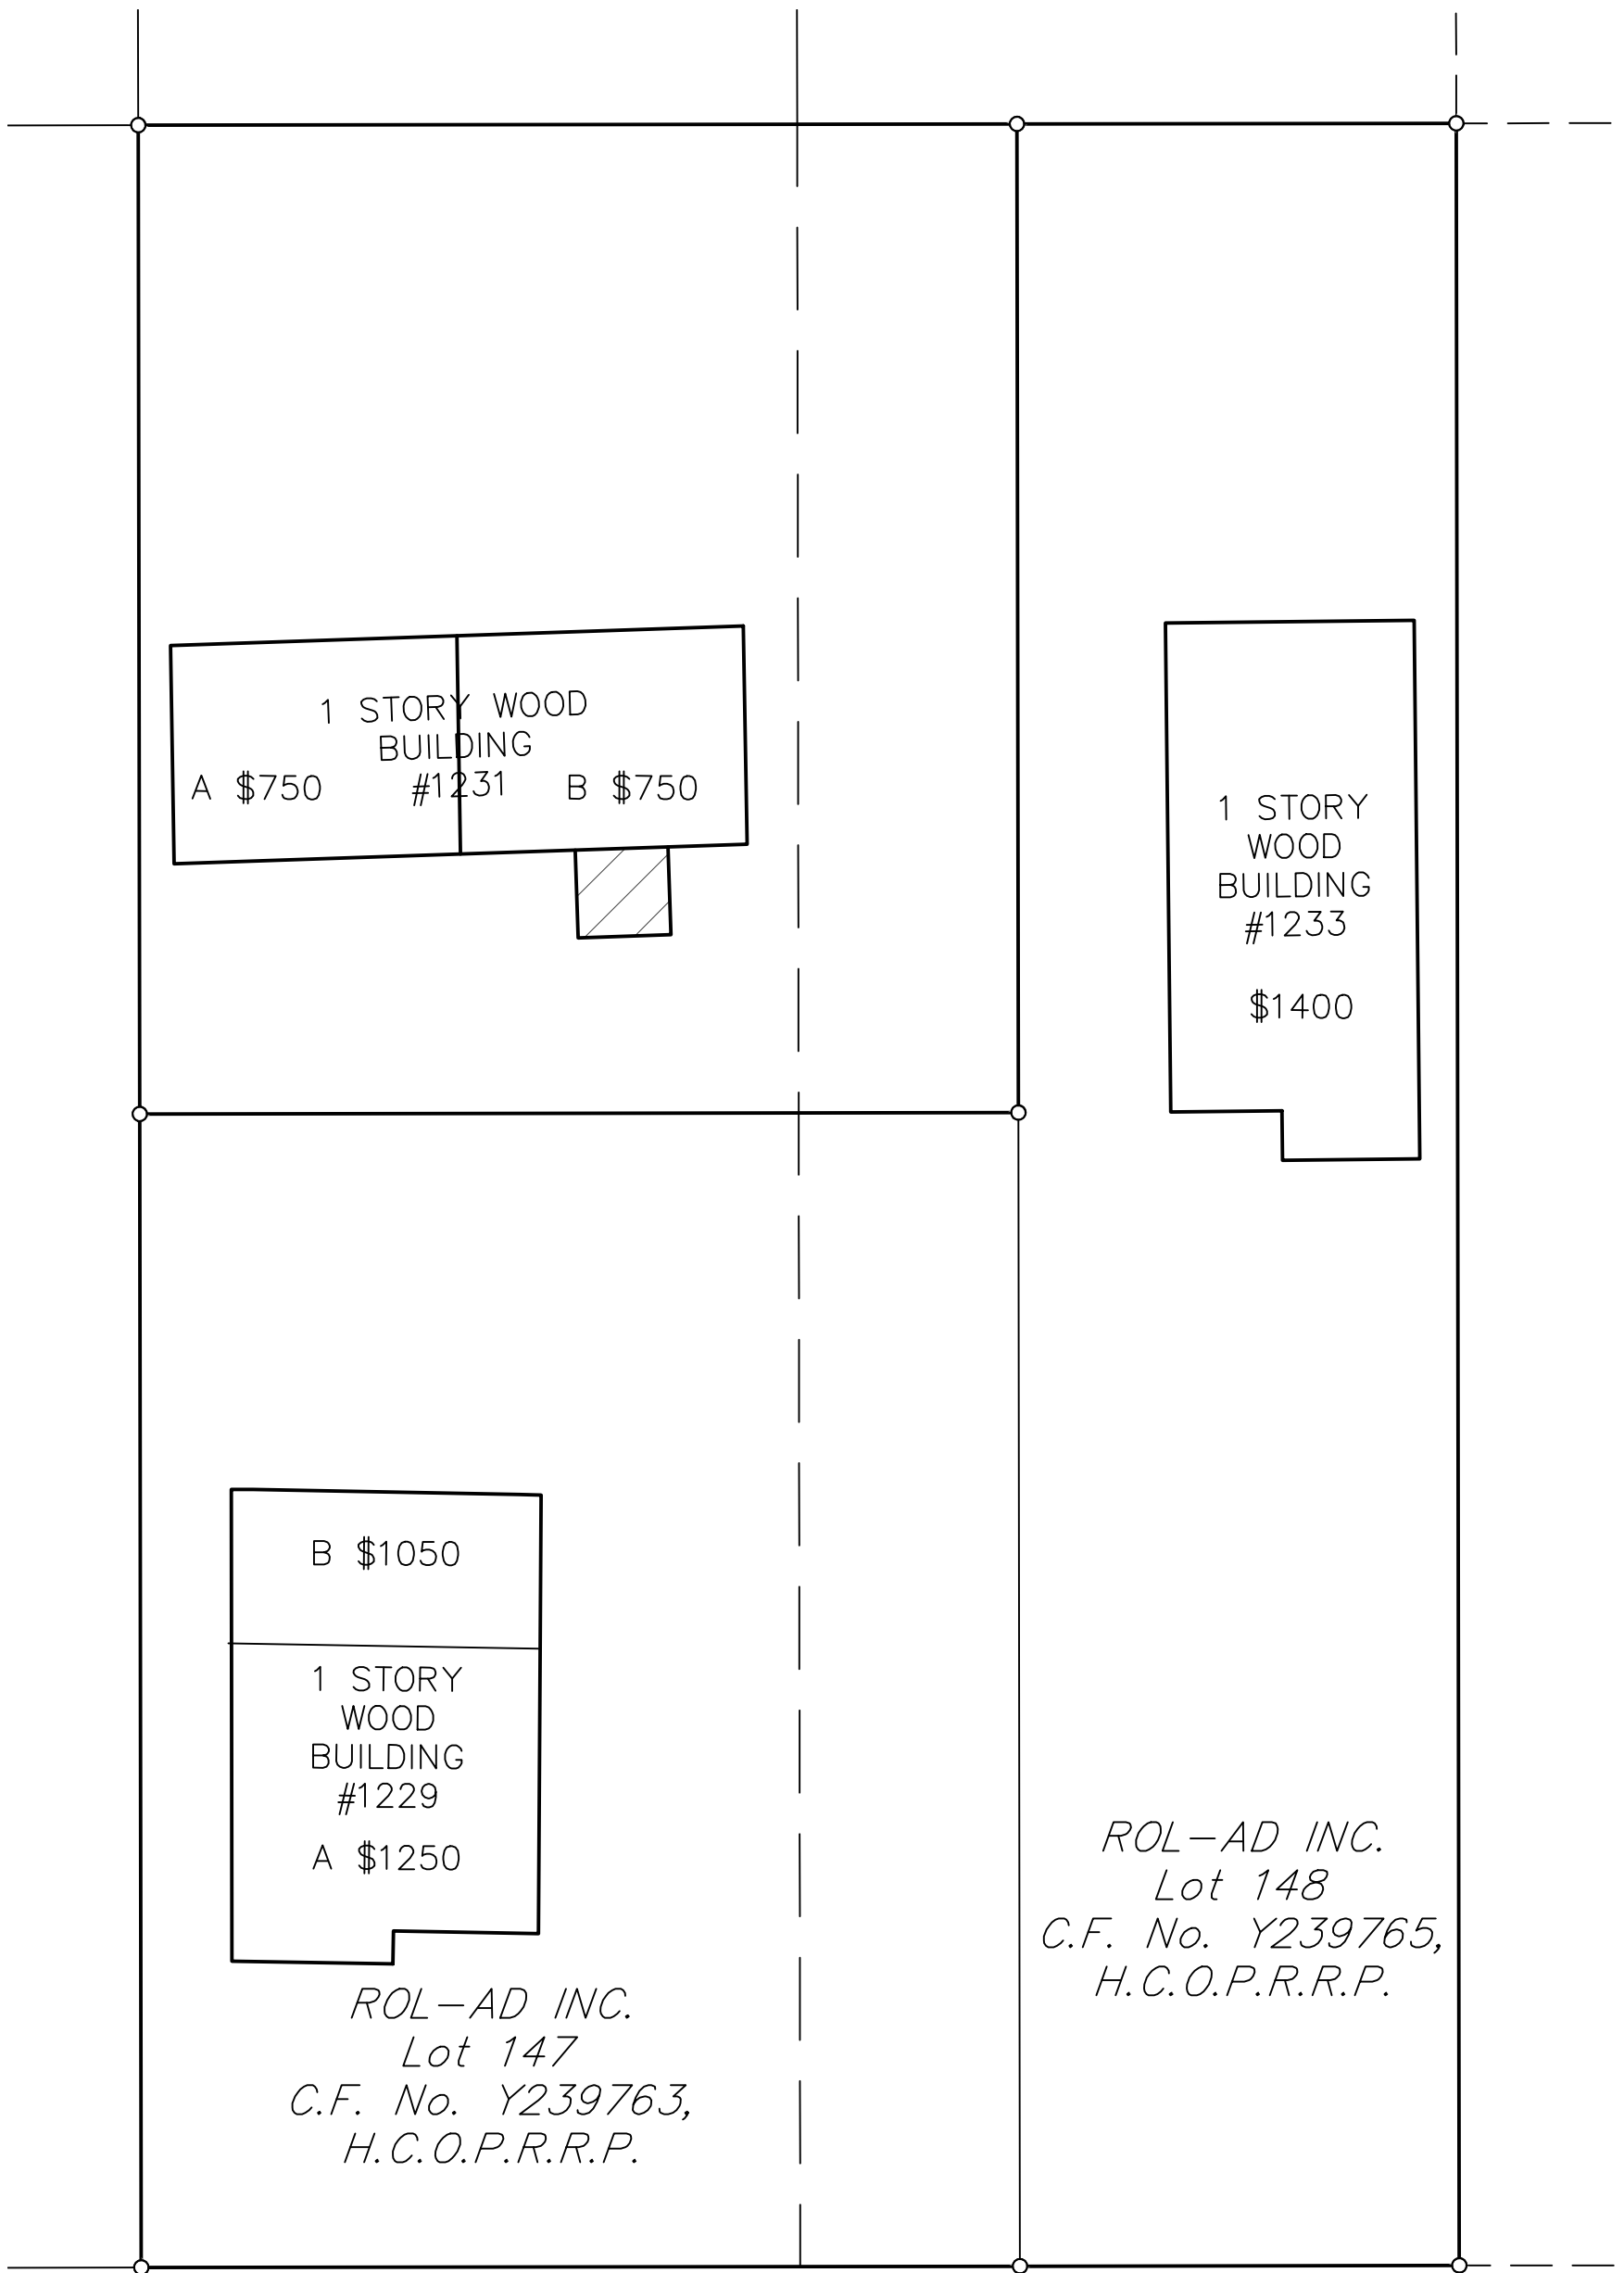 1 STORY WOOD
BUILDING
A $750 #1231 B $750
1 STORY
WOOD
BUILDING
#1233
$1400
B $1050
1 STORY
WOOD
BUILDING
#1229
A $1250
ROL-AD INC.
Lot 148
C.F. No. Y239765,
H.C.O.P.R.R.P.
ROL-AD INC.
Lot 147
C.F. No. Y239763,
H.C.O.P.R.R.P.